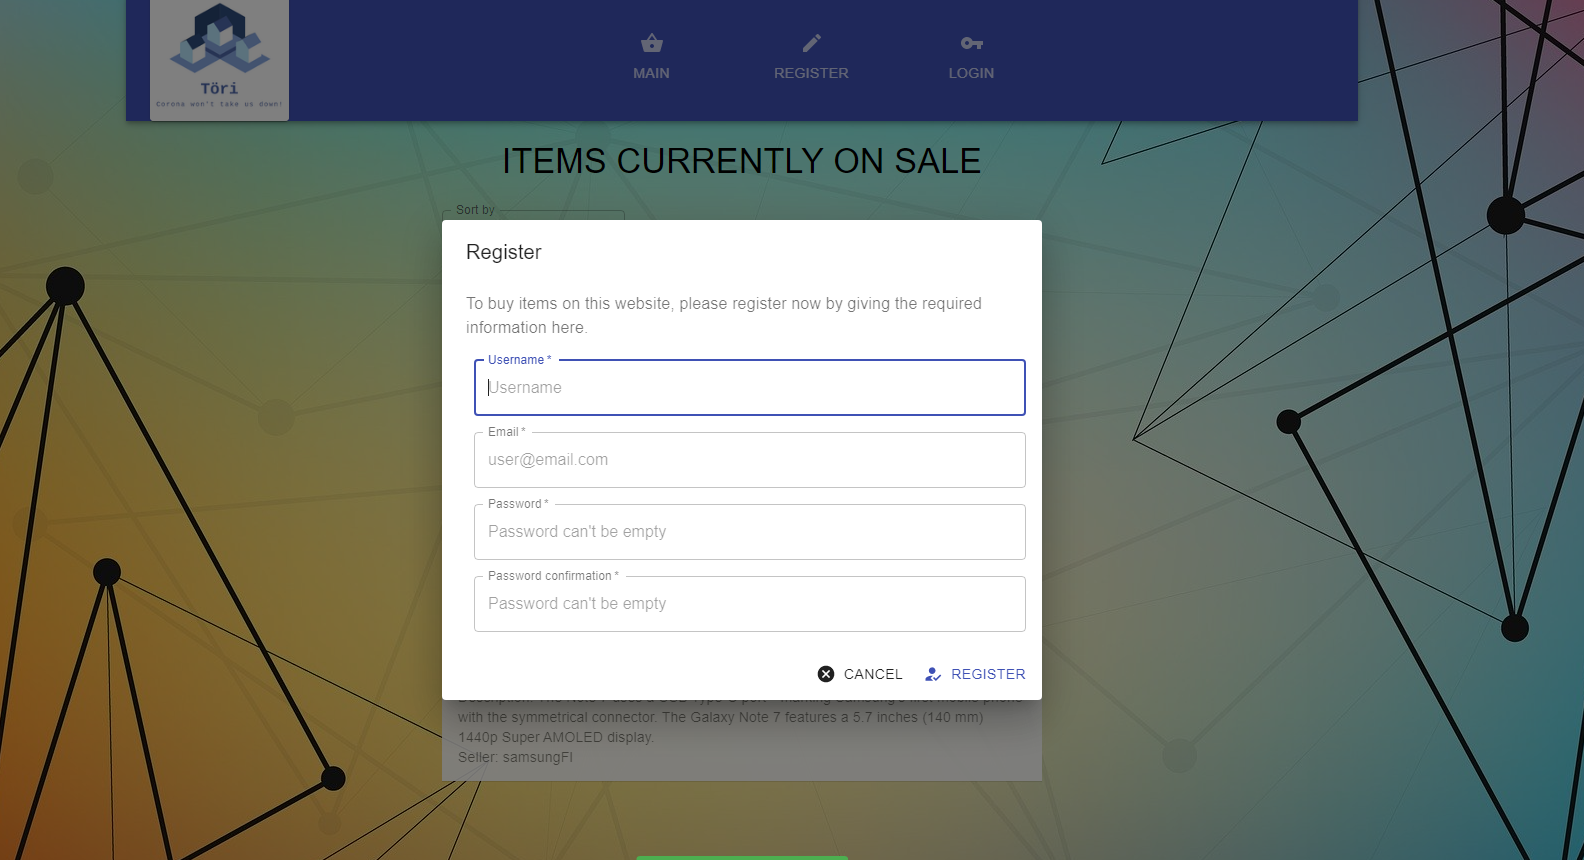 Töri
Corona won't take us down!
MAIN
REGISTER
LOGIN
ITEMS CURRENTLY ON SALE
Sort by
Register
To buy items on this website, please register now by giving the required
information here.
Username *
Username
Email *
user@email.com
Password *
Password can't be empty
Password confirmation *
Password can't be empty
CANCEL
REGISTER
with the symmetrical connector. The Galaxy Note 7 features a 5.7 inches (140 mm)
1440p Super AMOLED display.
Seller: samsungFI